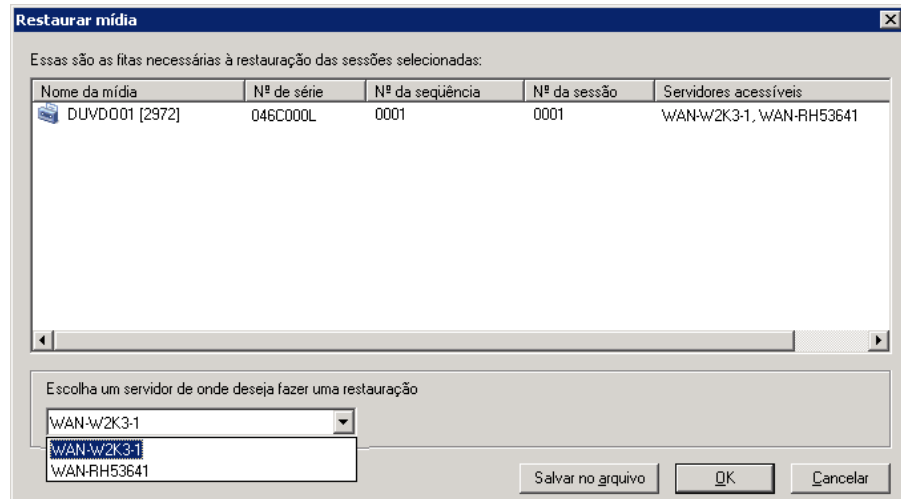 Restaurar mídia
Essas são as fitas necessárias à restauração das sessões selecionadas:
Nome da mídia Nº de série Nº da seqüência Nº da sessão Servidores acessíveis
DUVD001 [2972] 046C000L 0001 0001 WAN-W2K3-1, WAN-RH53641
Escolha um servidor de onde deseja fazer uma restauração
WAN-W2K3-1
WAN-W2K3-1
WAN-RH53641
Salvar no arquivo OK Cancelar